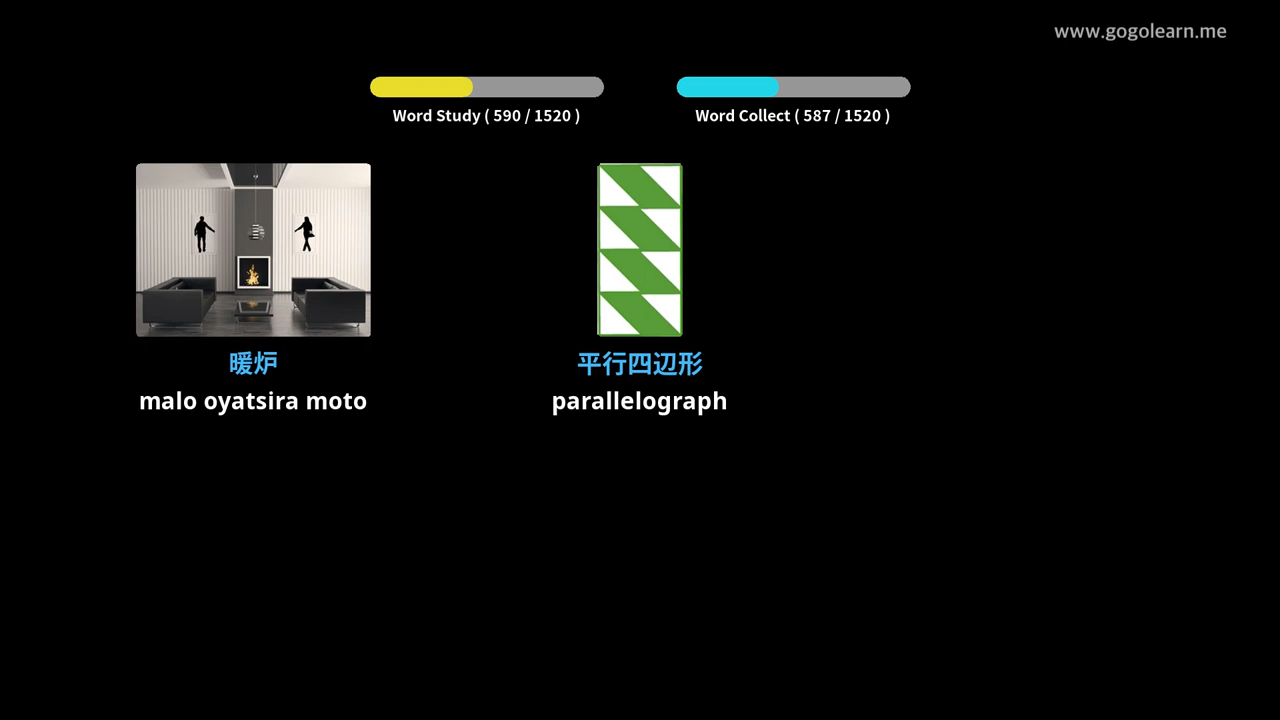 www.gogolearn.me
Word Study ( 590 / 1520 )
Word Collect ( 587 / 1520 )
暖炉
平行四边形
malo oyatsira moto
parallelograph